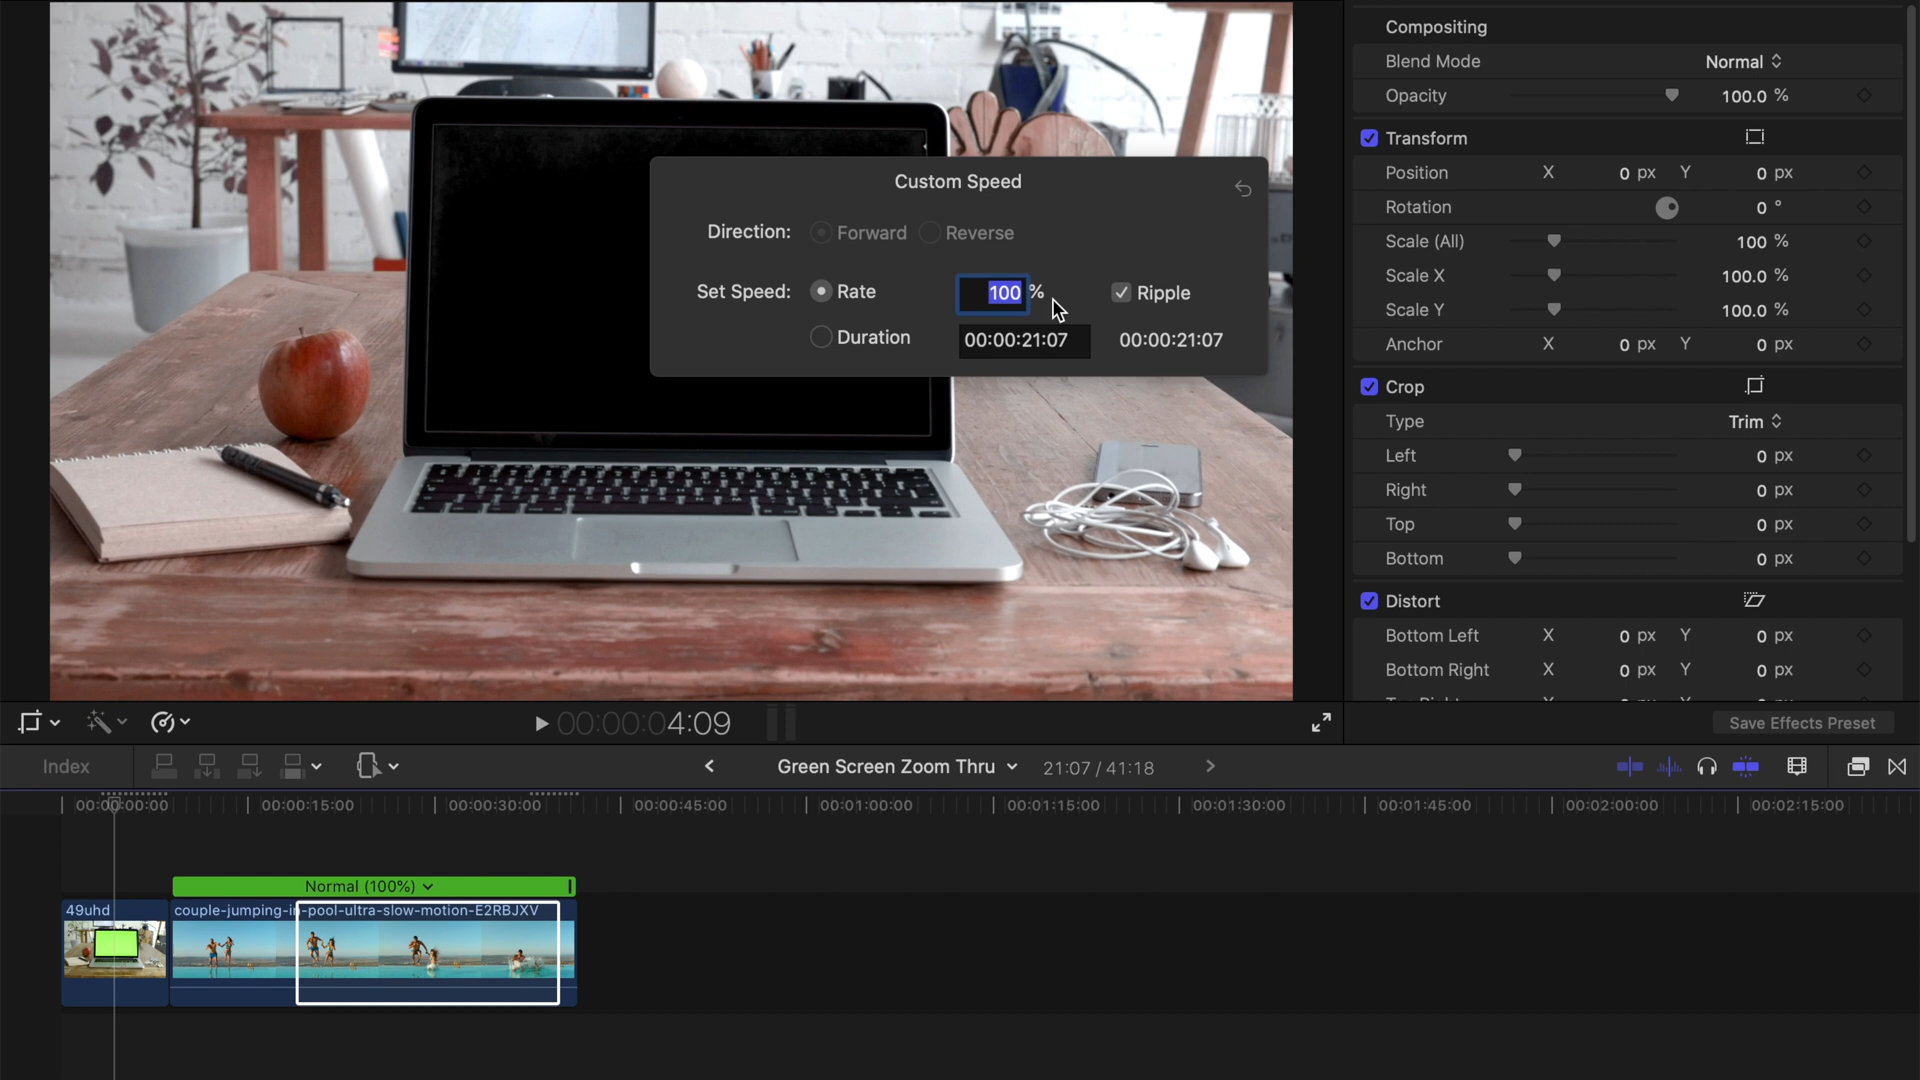 Compositing
Blend Mode Normal
Opacity 100.0 %
Transform
Position X 0 px Y 0 px
Rotation 0 °
Scale (All) 100 %
Scale X 100.0 %
Scale Y 100.0 %
Anchor X 0 px Y 0 px
Crop
Type Trim
Left 0 px
Right 0 px
Top 0 px
Bottom 0 px
Distort
Bottom Left X 0 px Y 0 px
Bottom Right X 0 px Y 0 px
Save Effects Preset
Custom Speed
Direction: Forward Reverse
Set Speed: Rate 100 % Ripple
Duration 00:00:21:07 00:00:21:07
00:00:04:09
Index
Green Screen Zoom Thru 21:07 / 41:18
00:00:00:00 00:00:15:00 00:00:30:00 00:00:45:00 00:01:00:00 00:01:15:00 00:01:30:00 00:01:45:00 00:02:00:00 00:02:15:00
Normal (100%)
49uhd couple-jumping-in-pool-ultra-slow-motion-E2RBJXV